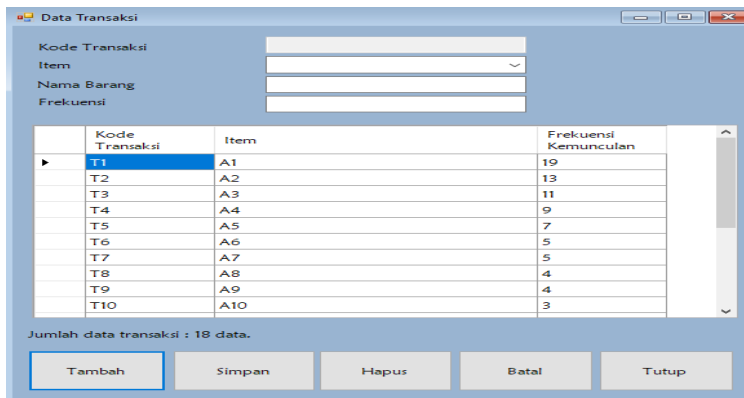 Data Transaksi
Kode Transaksi
Item
Nama Barang
Frekuensi
Kode Transaksi Item Frekuensi Kemunculan
T1 A1 19
T2 A2 13
T3 A3 11
T4 A4 9
T5 A5 7
T6 A6 5
T7 A7 5
T8 A8 4
T9 A9 4
T10 A10 3
Jumlah data transaksi : 18 data.
Tambah Simpan Hapus Batal Tutup